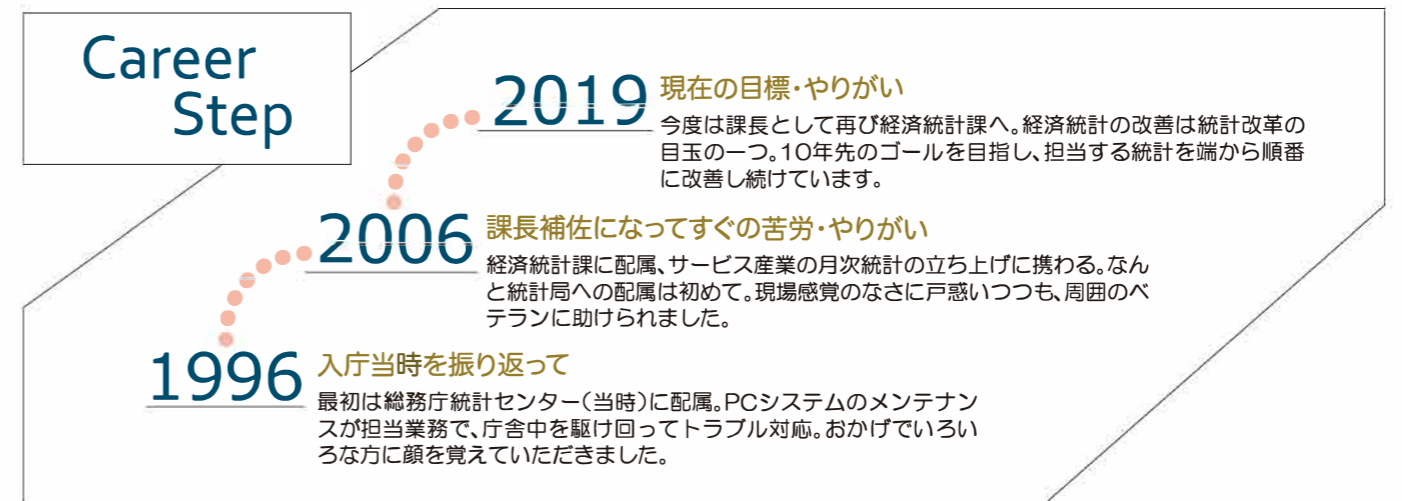 Career
Step
2019
現在の目標・やりがい
今度は課長として再び経済統計課へ。経済統計の改善は統計改革の
目玉の一つ。10年先のゴールを目指し、担当する統計を端から順番
に改善し続けています。
2006
課長補佐になってすぐの苦労・やりがい
経済統計課に配属、サービス産業の月次統計の立ち上げに携わる。なん
と統計局への配属は初めて。現場感覚のなさに戸惑いつつも、周囲のベ
テランに助けられました。
1996
入庁当時を振り返って
最初は総務庁統計センター（当時）に配属。PCシステムのメンテナン
スが担当業務で、庁舎中を駆け回ってトラブル対応。おかげでいろい
ろな方に顔を覚えていただきました。